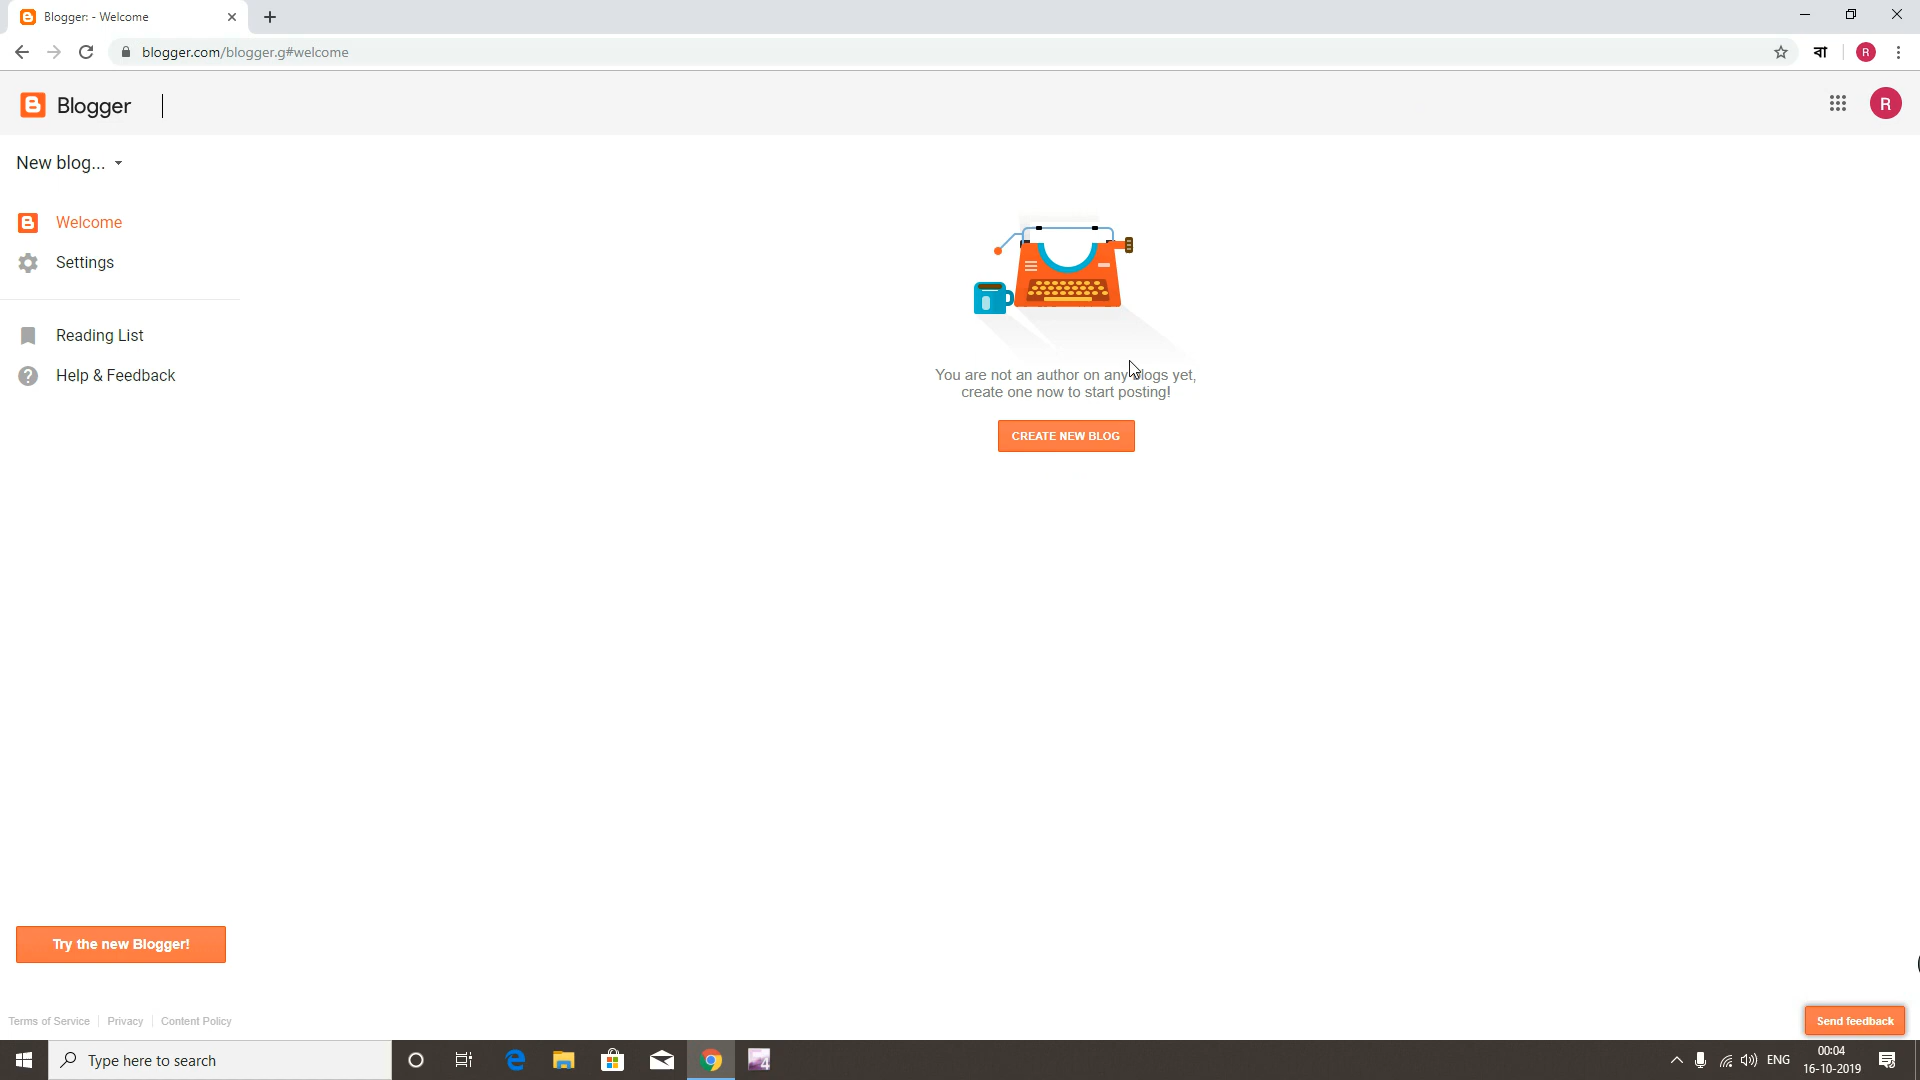 Blogger: - Welcome
blogger.com/blogger.g#welcome
বা
R
Blogger
R
New blog...
Welcome
Settings
Reading List
Help & Feedback
You are not an author on any blogs yet,
create one now to start posting!
CREATE NEW BLOG
Try the new Blogger!
Terms of Service
Privacy
Content Policy
Send feedback
Type here to search
4
ENG
00:04
16-10-2019